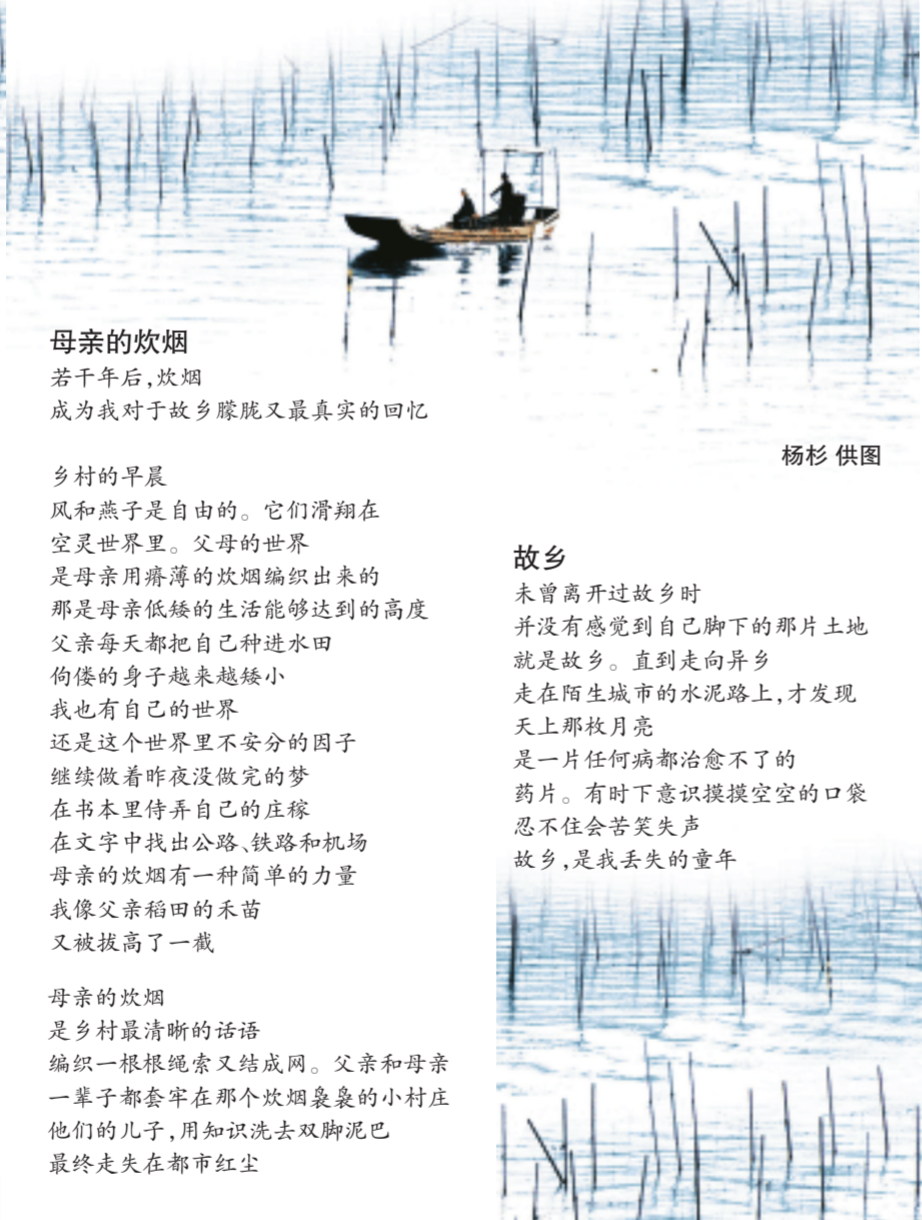 母亲的炊烟
若干年后,炊烟
成为我对于故乡朦胧又最真实的回忆
乡村的早晨
风和燕子是自由的。它们滑翔在
空灵世界里。父母的世界
是母亲用瘠薄的炊烟编织出来的
那是母亲低矮的生活能够达到的高度
父亲每天都把自己种进水田
佝偻的身子越来越矮小
我也有自己的世界
还是这个世界里不安分的因子
继续做着昨夜没做完的梦
在书本里侍弄自己的庄稼
在文字中找出公路、铁路和机场
母亲的炊烟有一种简单的力量
我像父亲稻田的禾苗
又被拔高了一截
母亲的炊烟
是乡村最清晰的话语
编织一根根绳索又结成网。父亲和母亲
一辈子都套牢在那个炊烟袅袅的小村庄
他们的儿子,用知识洗去双脚泥巴
最终走失在都市红尘
杨杉 供图
故乡
未曾离开过故乡时
并没有感觉到自己脚下的那片土地
就是故乡。直到走向异乡
走在陌生城市的水泥路上,才发现
天上那枚月亮
是一片任何病都治愈不了的
药片。有时下意识摸摸空空的口袋
忍不住会苦笑失声
故乡,是我丢失的童年